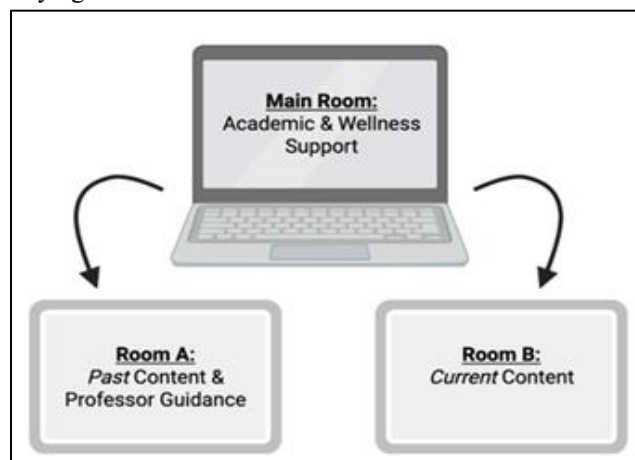 Main Room:
Academic & Wellness
Support
Room A:
Past Content &
Professor Guidance
Room B:
Current Content